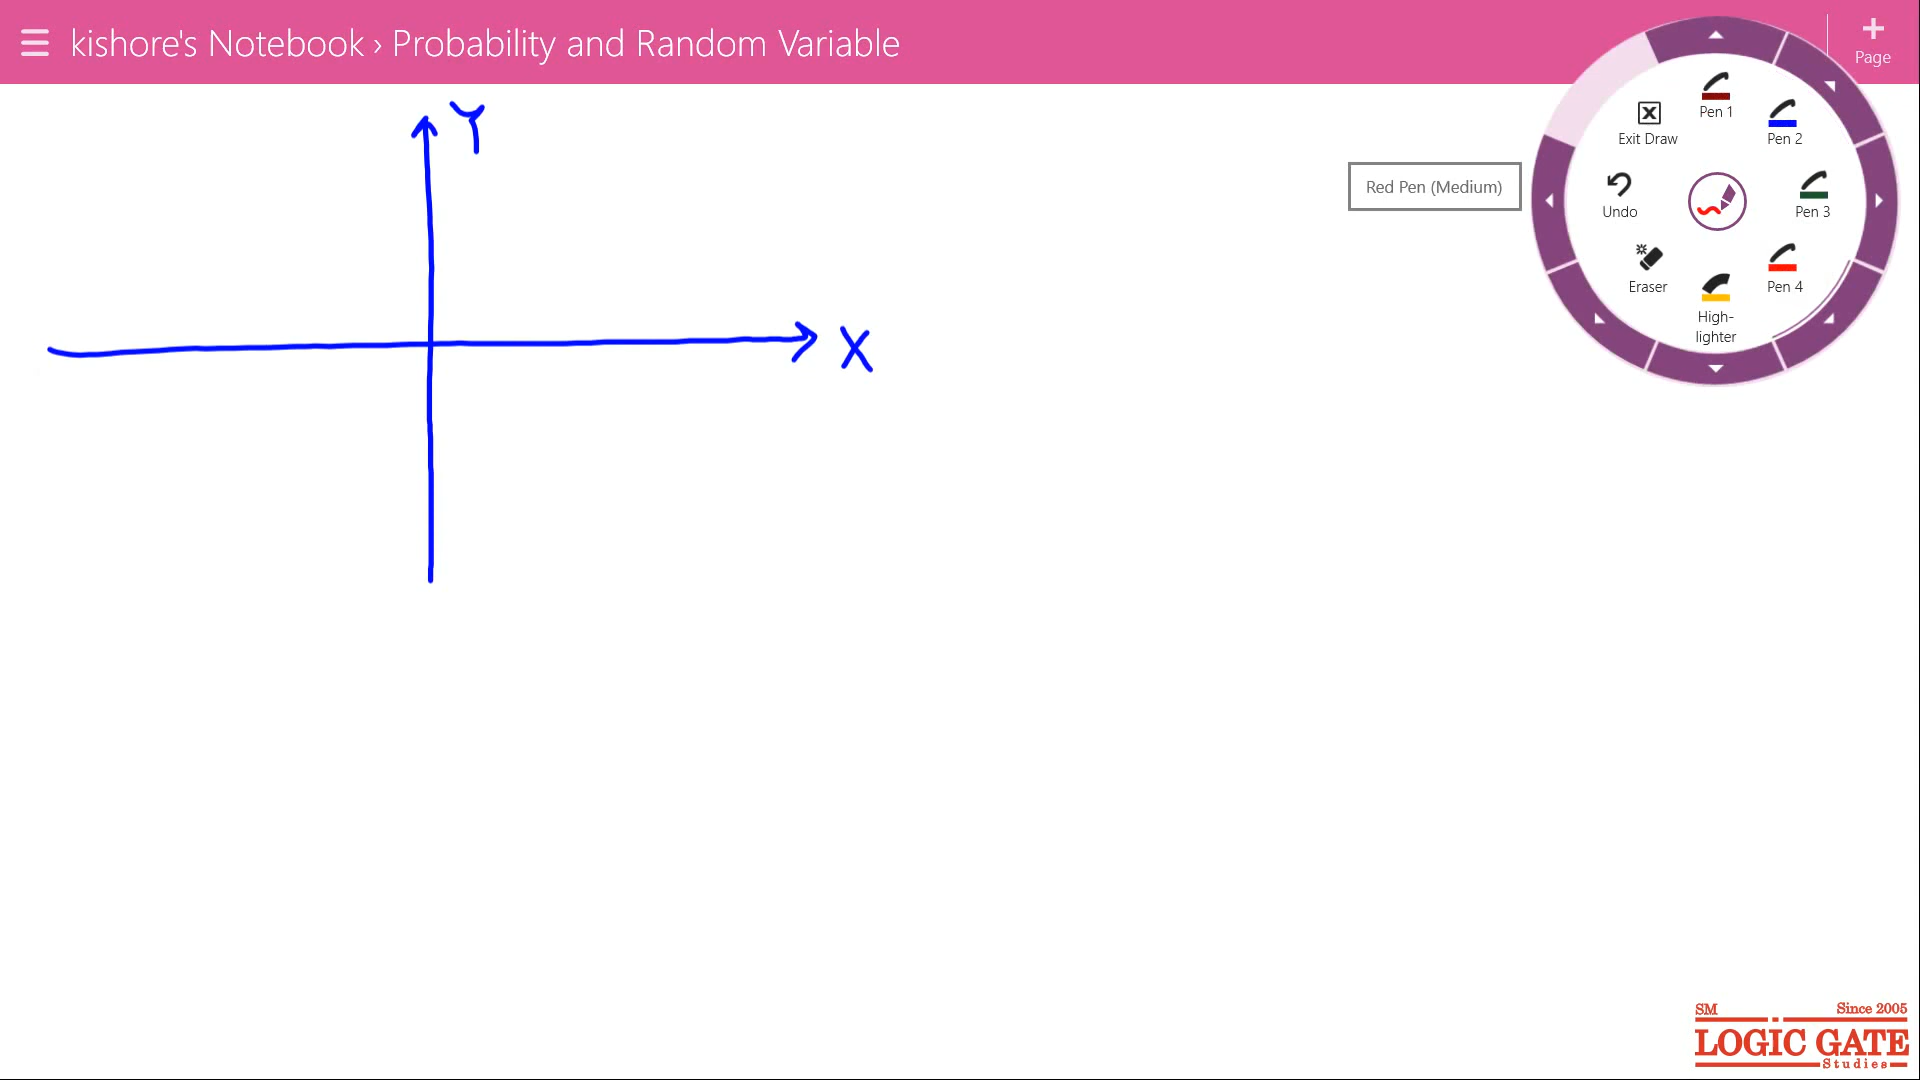 kishore's Notebook › Probability and Random Variable
Page
Pen 1
Exit Draw
Pen 2
Red Pen (Medium)
Undo
Pen 3
Eraser
Pen 4
High-
lighter
Y
X
SM Since 2005
LOGIC GATE
Studies